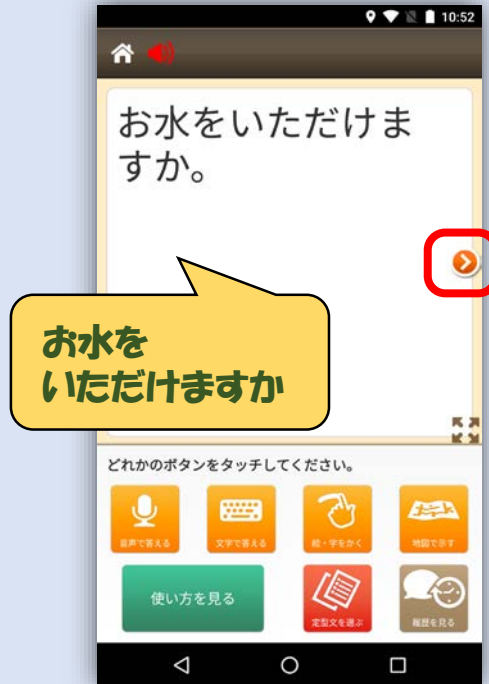 10:52
お水をいただけま
すか。
お水を
いただけますか
どれかのボタンをタッチしてください。
音声で答える
文字で答える
絵・字をかく
地図で示す
使い方を見る
定型文を選ぶ
履歴を見る